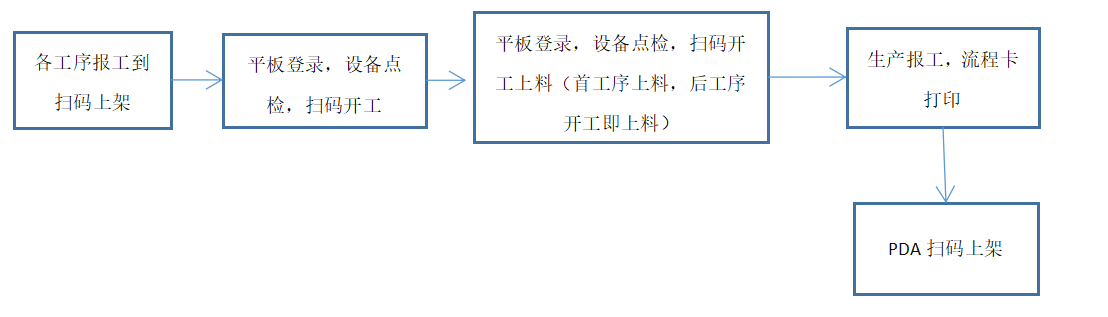 各工序报工到
扫码上架
平板登录，设备点
检，扫码开工
平板登录，设备点检，扫码开
工上料（首工序上料，后工序
开工即上料）
生产报工，流程卡
打印
PDA 扫码上架